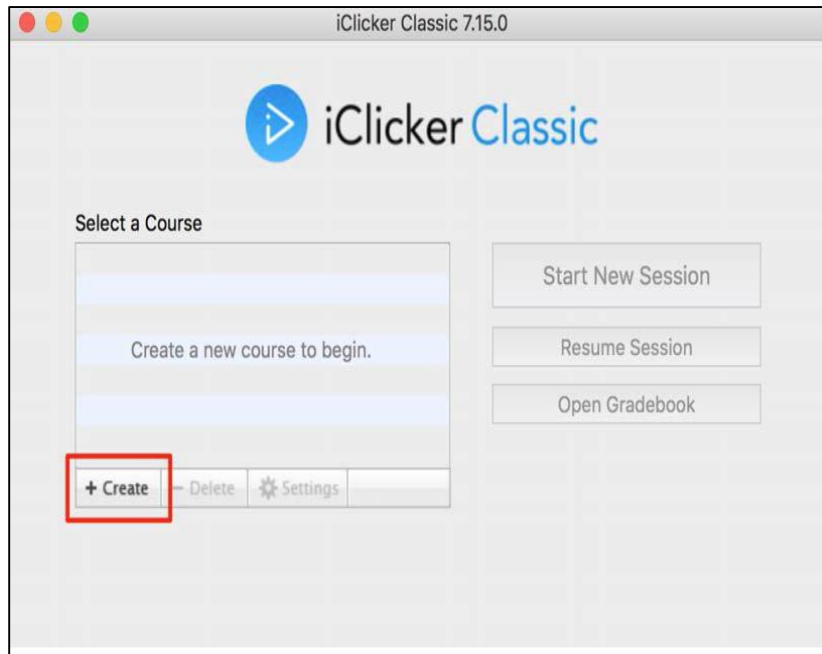 iClicker Classic 7.15.0
iClicker Classic
Select a Course
Create a new course to begin.
+ Create
− Delete
Settings
Start New Session
Resume Session
Open Gradebook